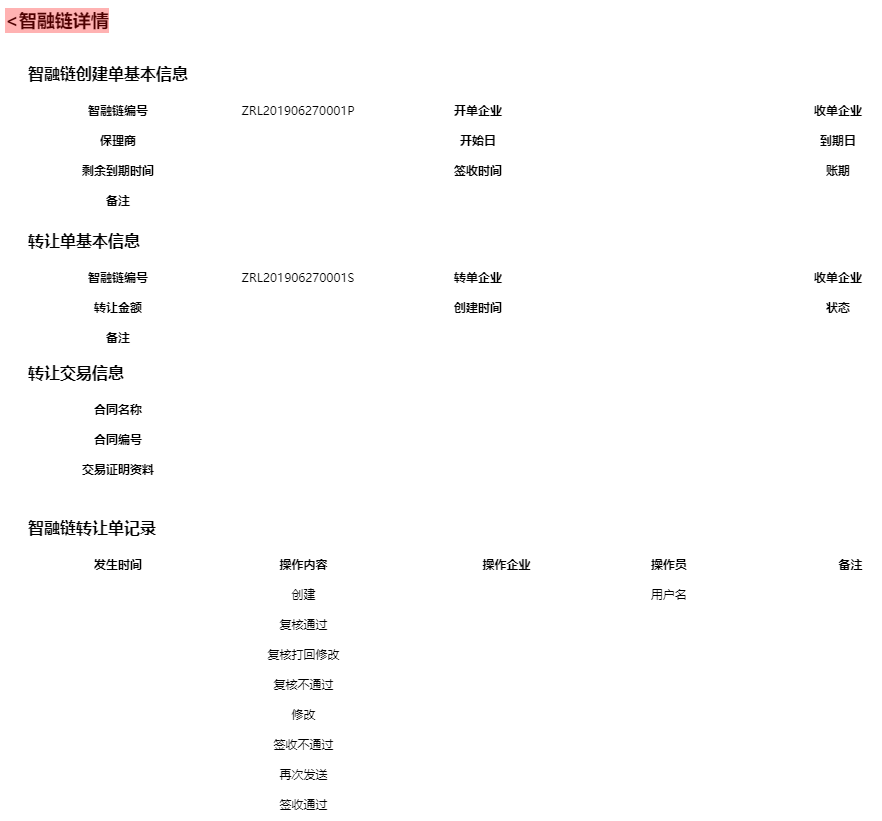 <智融链详情
智融链创建单基本信息
智融链编号 ZRL201906270001P 开单企业 收单企业
保理商 开始日 到期日
剩余到期时间 签收时间 账期
备注
转让单基本信息
智融链编号 ZRL201906270001S 转单企业 收单企业
转让金额 创建时间 状态
备注
转让交易信息
合同名称
合同编号
交易证明资料
智融链转让单记录
发生时间 操作内容 操作企业 操作员 备注
创建 用户名
复核通过
复核打回修改
复核不通过
修改
签收不通过
再次发送
签收通过